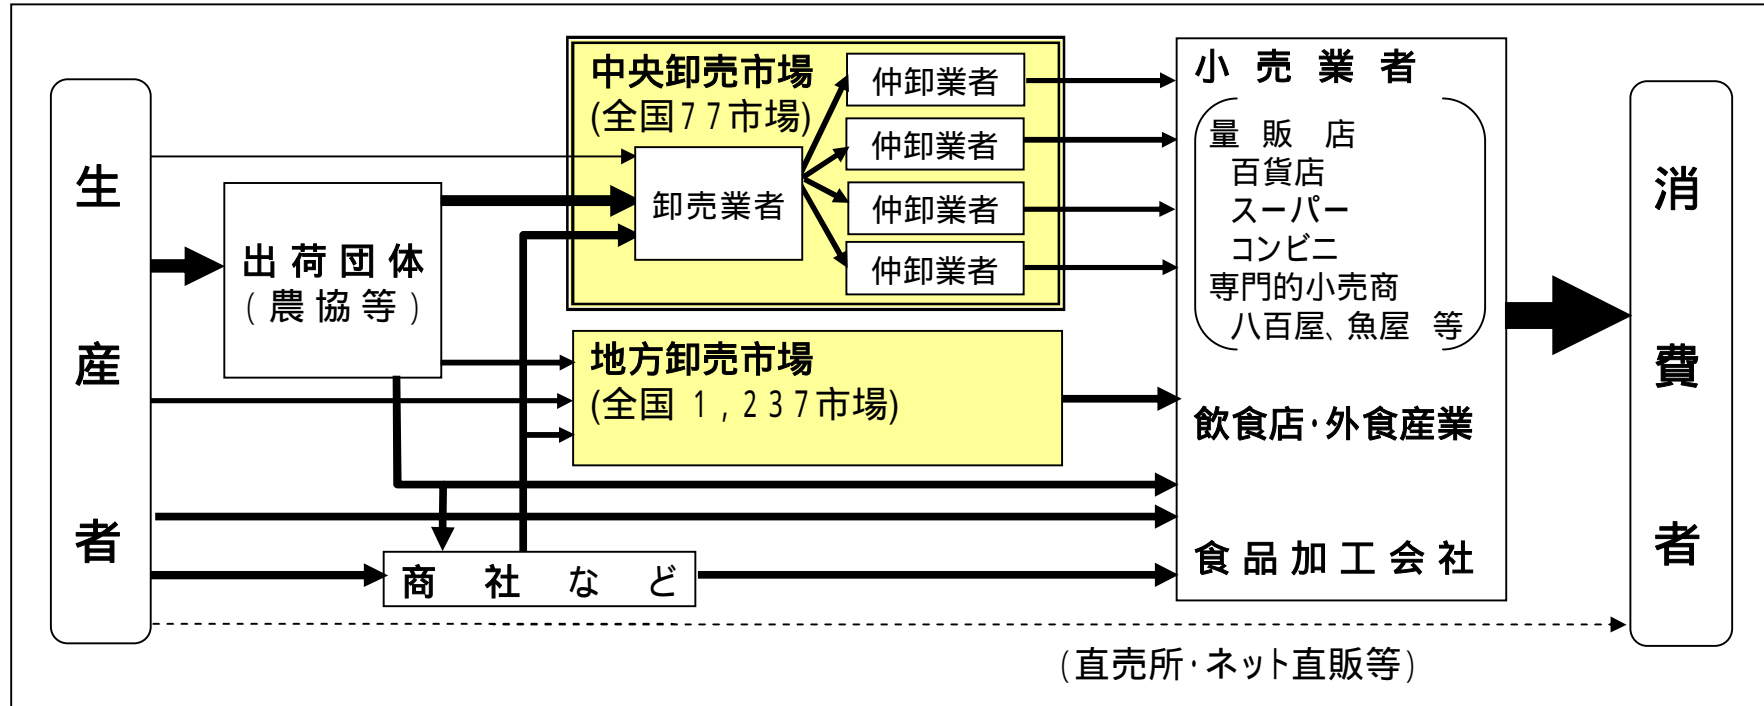 生産者
出荷団体
(農協等)
中央卸売市場
(全国77市場)
卸売業者
仲卸業者
仲卸業者
仲卸業者
仲卸業者
地方卸売市場
(全国1,237市場)
商社など
小売業者
量販店
百貨店
スーパー
コンビニ
専門的小売商
八百屋、魚屋 等
飲食店・外食産業
食品加工会社
消費者
(直売所・ネット直販等)